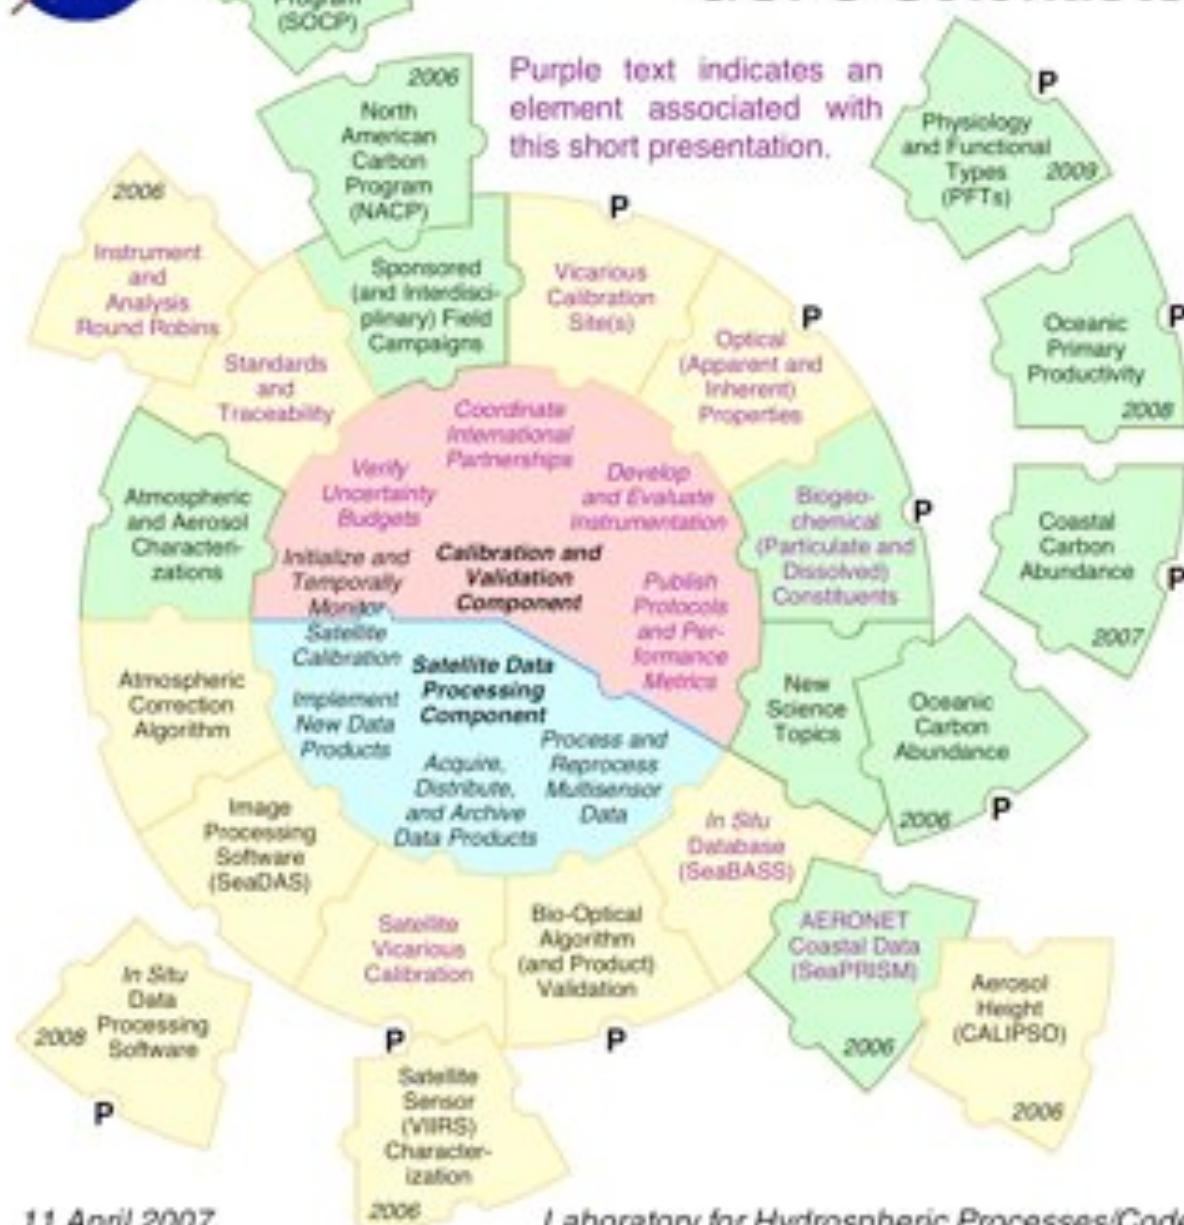 (SOCP)
Purple text indicates an
element associated with
this short presentation.
2006
North
American
Carbon
Program
(NACP)
P
Physiology
and Functional
Types
(PFTs)
2009
2006
Instrument
and
Analysis
Round Robins
Sponsored
(and Interdisci-
plinary) Field
Campaigns
P
Vicarious
Calibration
Site(s)
P
Optical
(Apparent and
Inherent)
Properties
P
Oceanic
Primary
Productivity
2008
Standards
and
Traceability
Coordinate
International
Partnerships
Verify
Uncertainty
Budgets
Develop
and Evaluate
Instrumentation
Atmospheric
and Aerosol
Characteri-
zations
Initialize and
Temporally
Monitor
Satellite
Calibration
Calibration and
Validation
Component
Publish
Protocols
and Per-
formance
Metrics
Biogeo-
chemical
(Particulate and
Dissolved)
Constituents
P
Coastal
Carbon
Abundance
P
2007
Atmospheric
Correction
Algorithm
Implement
New Data
Products
Satellite Data
Processing
Component
Acquire,
Distribute,
and Archive
Data Products
Process and
Reprocess
Multisensor
Data
New
Science
Topics
Oceanic
Carbon
Abundance
2006
P
Image
Processing
Software
(SeaDAS)
In Situ
Database
(SeaBASS)
Satellite
Vicarious
Calibration
P
Bio-Optical
Algorithm
(and Product)
Validation
P
AERONET
Coastal Data
(SeaPRISM)
2006
Aerosol
Height
(CALIPSO)
2006
In Situ
Data
Processing
Software
2008
P
Satellite
Sensor
(VIIRS)
Character-
ization
2006
11 April 2007
Laboratory for Hydrospheric Processes/Code